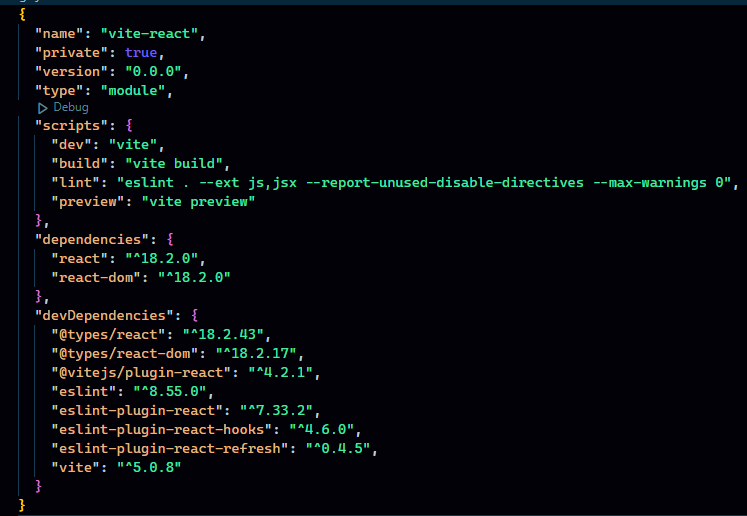 {
"name": "vite-react",
"private": true,
"version": "0.0.0",
"type": "module",
Debug
"scripts": {
"dev": "vite",
"build": "vite build",
"lint": "eslint . --ext js,jsx --report-unused-disable-directives --max-warnings 0",
"preview": "vite preview"
},
"dependencies": {
"react": "^18.2.0",
"react-dom": "^18.2.0"
},
"devDependencies": {
"@types/react": "^18.2.43",
"@types/react-dom": "^18.2.17",
"@vitejs/plugin-react": "^4.2.1",
"eslint": "^8.55.0",
"eslint-plugin-react": "^7.33.2",
"eslint-plugin-react-hooks": "^4.6.0",
"eslint-plugin-react-refresh": "^0.4.5",
"vite": "^5.0.8"
}
}